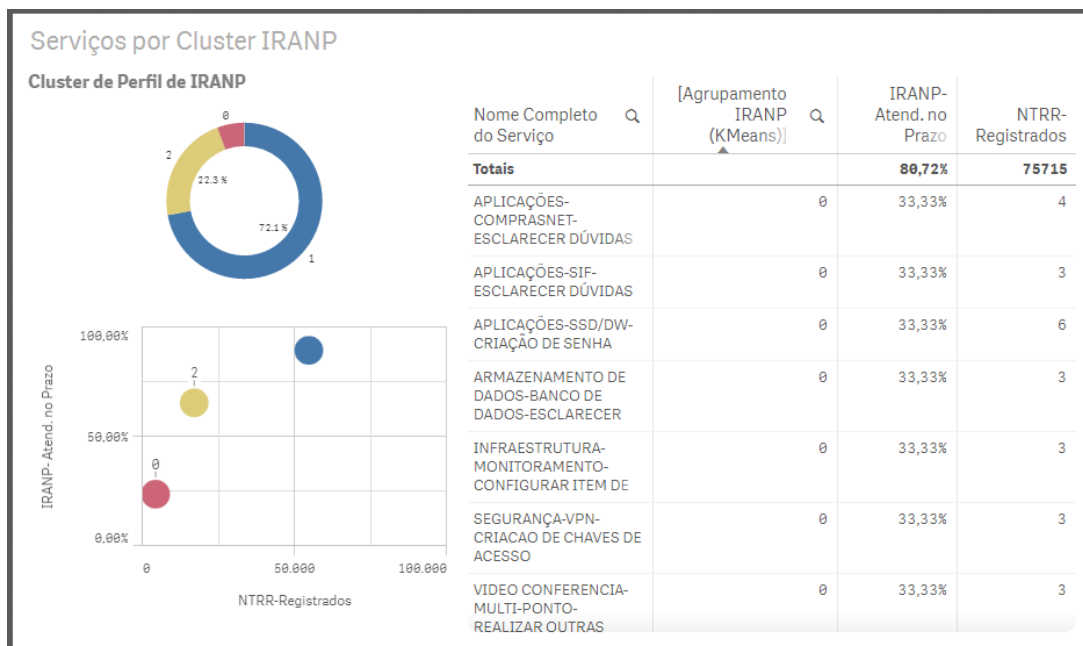 Serviços por Cluster IRANP
Cluster de Perfil de IRANP
0
2
22.3 %
72.1 %
1
100,00%
50,00%
0,00%
IRANP- Atend. no Prazo
2
0
0
50.000
100.000
NTRR-Registrados
Nome Completo
do Serviço
[Agrupamento
IRANP
(KMeans)]
IRANP-
Atend. no
Prazo
NTRR-
Registrados
Totais 80,72% 75715
APLICAÇÕES-
COMPRASNET-
ESCLARECER DÚVIDAS
0 33,33% 4
APLICAÇÕES-SIF-
ESCLARECER DÚVIDAS
0 33,33% 3
APLICAÇÕES-SSD/DW-
CRIAÇÃO DE SENHA
0 33,33% 6
ARMAZENAMENTO DE
DADOS-BANCO DE
DADOS-ESCLARECER
0 33,33% 3
INFRAESTRUTURA-
MONITORAMENTO-
CONFIGURAR ITEM DE
0 33,33% 3
SEGURANÇA-VPN-
CRIACAO DE CHAVES DE
ACESSO
0 33,33% 3
VIDEO CONFERENCIA-
MULTI-PONTO-
REALIZAR OUTRAS
0 33,33% 3